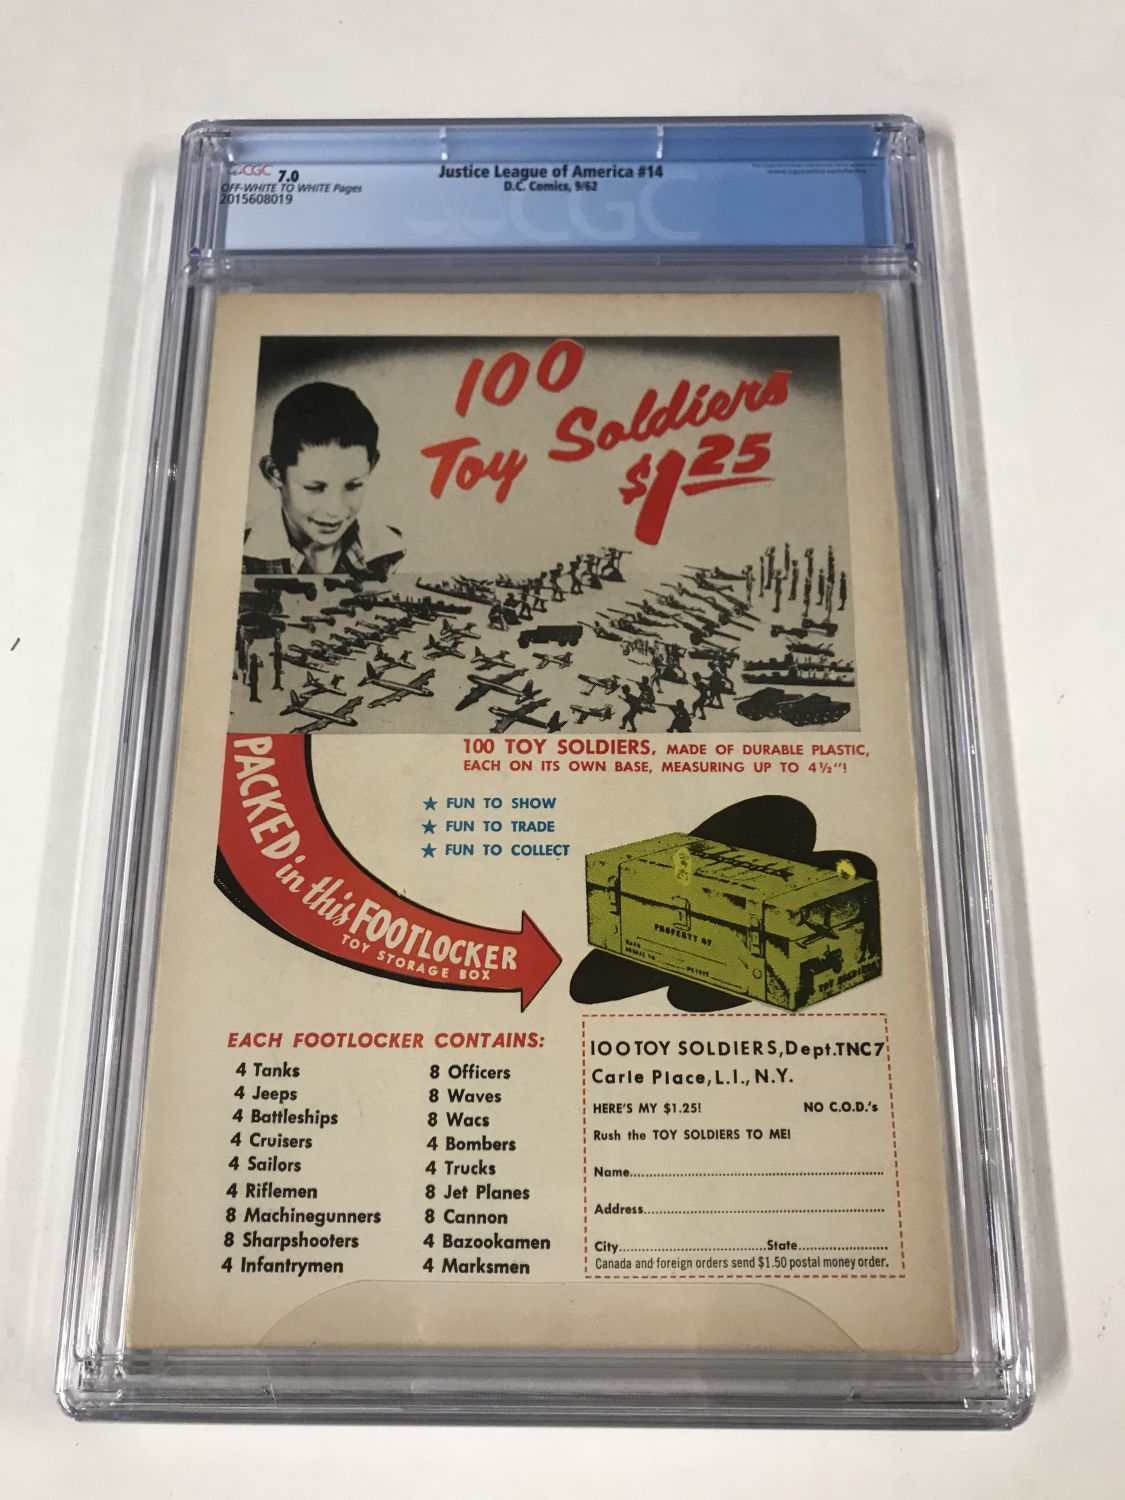 CGC 7.0
OFF-WHITE TO WHITE Pages
2015608019
Justice League of America #14
D.C. Comics, 9/62
www.cgccomics.com
CGC
100
Toy Soldiers
$1.25
100 TOY SOLDIERS, MADE OF DURABLE PLASTIC,
EACH ON ITS OWN BASE, MEASURING UP TO 4½"!
★ FUN TO SHOW
★ FUN TO TRADE
★ FUN TO COLLECT
PACKED in this FOOTLOCKER
TOY STORAGE BOX
PROPERTY OF
EACH FOOTLOCKER CONTAINS:
4 Tanks
4 Jeeps
4 Battleships
4 Cruisers
4 Sailors
4 Riflemen
8 Machinegunners
8 Sharpshooters
4 Infantrymen
8 Officers
8 Waves
8 Wacs
4 Bombers
4 Trucks
8 Jet Planes
8 Cannon
4 Bazookamen
4 Marksmen
100 TOY SOLDIERS, Dept. TNC7
Carle Place, L.I., N.Y.
HERE'S MY $1.25! NO C.O.D.'s
Rush the TOY SOLDIERS TO ME!
Name
Address
City State
Canada and foreign orders send $1.50 postal money order.